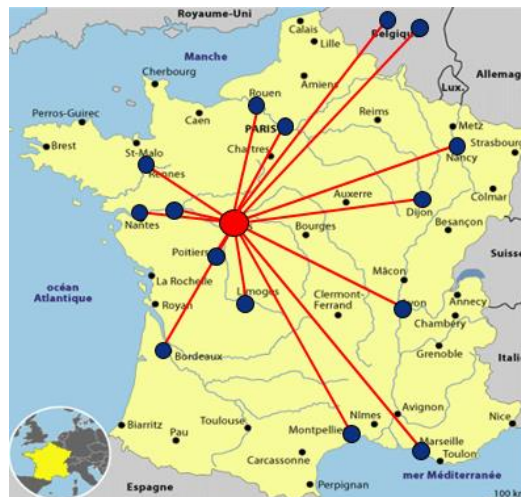 Royaume-Uni
Calais
Lille
Belgique
Allema
Manche
Cherbourg
Amiens
Lux.
Rouen
Caen
Reims
Metz
Perros-Guirec
PARIS
Strasbourg
Brest
St-Malo
Chartres
Nancy
Rennes
Colmar
Auxerre
Dijon
Nantes
Bourges
Besançon
Poitiers
Suisse
Mâcon
La Rochelle
océan
Atlantique
Limoges
Clermont-
Ferrand
Annecy
Royan
Chambéry
Grenoble
Itali
Bordeaux
Avignon
Nîmes
Nice
Biarritz
Toulouse
Montpellier
Pau
Marseille
Carcassonne
Toulon
mer Méditerranée
Perpignan
Espagne
100 k